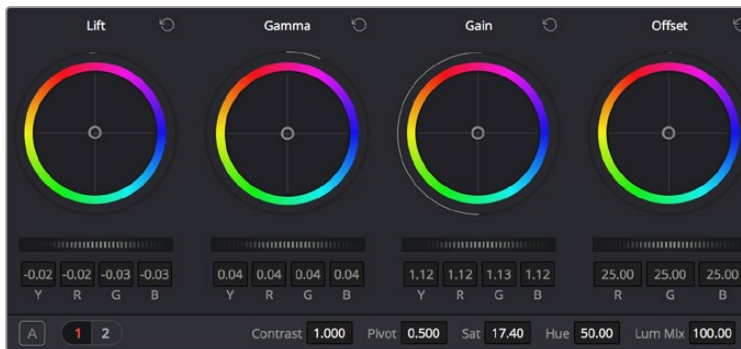 Lift Gamma Gain Offset
-0.02 -0.02 -0.03 -0.03 0.04 0.04 0.04 0.04 1.12 1.12 1.13 1.12 25.00 25.00 25.00
Y R G B Y R G B Y R G B R G B
A 1 2 Contrast 1.000 Pivot 0.500 Sat 17.40 Hue 50.00 Lum Mix 100.00